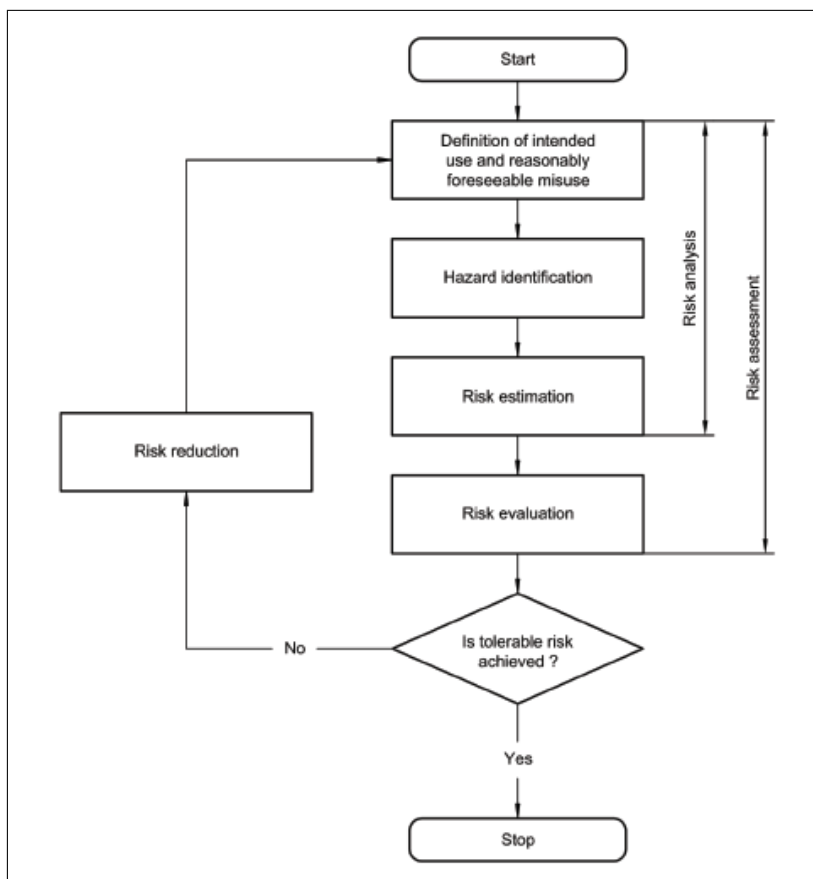 Start
Definition of intended
use and reasonably
foreseeable misuse
Hazard identification
Risk estimation
Risk reduction
Risk evaluation
Is tolerable risk
achieved ?
No
Yes
Stop
Risk analysis
Risk assessment